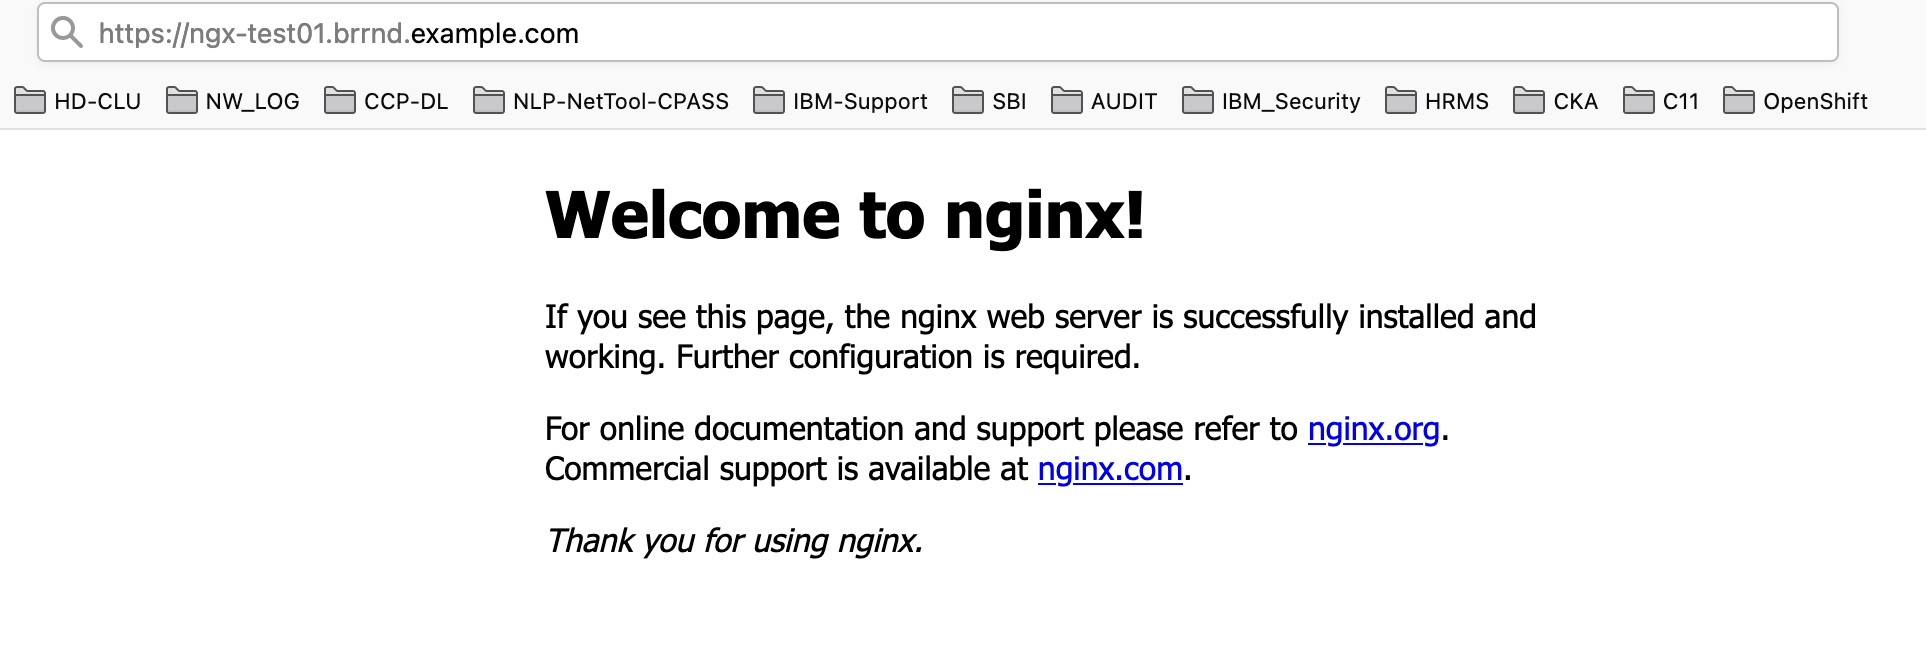 https://ngx-test01.brrnd.example.com
HD-CLU NW_LOG CCP-DL NLP-NetTool-CPASS IBM-Support SBI AUDIT IBM_Security HRMS CKA C11 OpenShift
Welcome to nginx!
If you see this page, the nginx web server is successfully installed and
working. Further configuration is required.
For online documentation and support please refer to nginx.org.
Commercial support is available at nginx.com.
Thank you for using nginx.